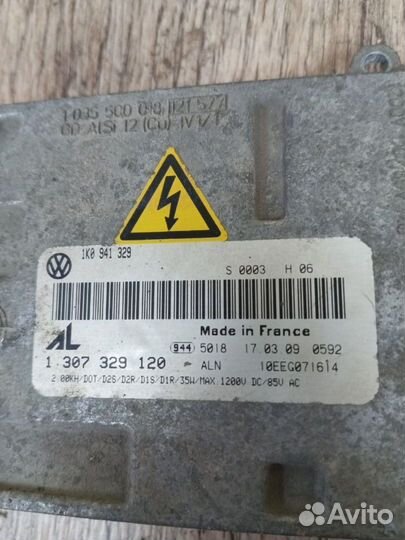 1K0 941 329
S 0003 H 06
AL
Made in France
944 5018 17.03.09 0592
1.307 329 120 ALN 10EEG071614
2.00KH/DOT/D2S/D2R/D1S/D1R/35W/MAX.1200V DC/85V AC
Avito